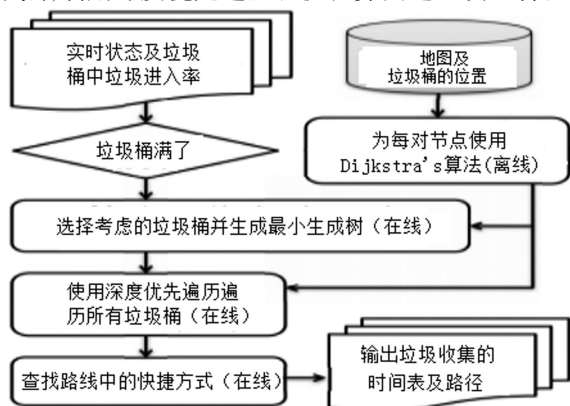 实时状态及垃圾
桶中垃圾进入率
地图及
垃圾桶的位置
垃圾桶满了
为每对节点使用
Dijkstra's算法(离线)
选择考虑的垃圾桶并生成最小生成树(在线)
使用深度优先遍历遍
历所有垃圾桶(在线)
查找路线中的快捷方式(在线)
输出垃圾收集的
时间表及路径